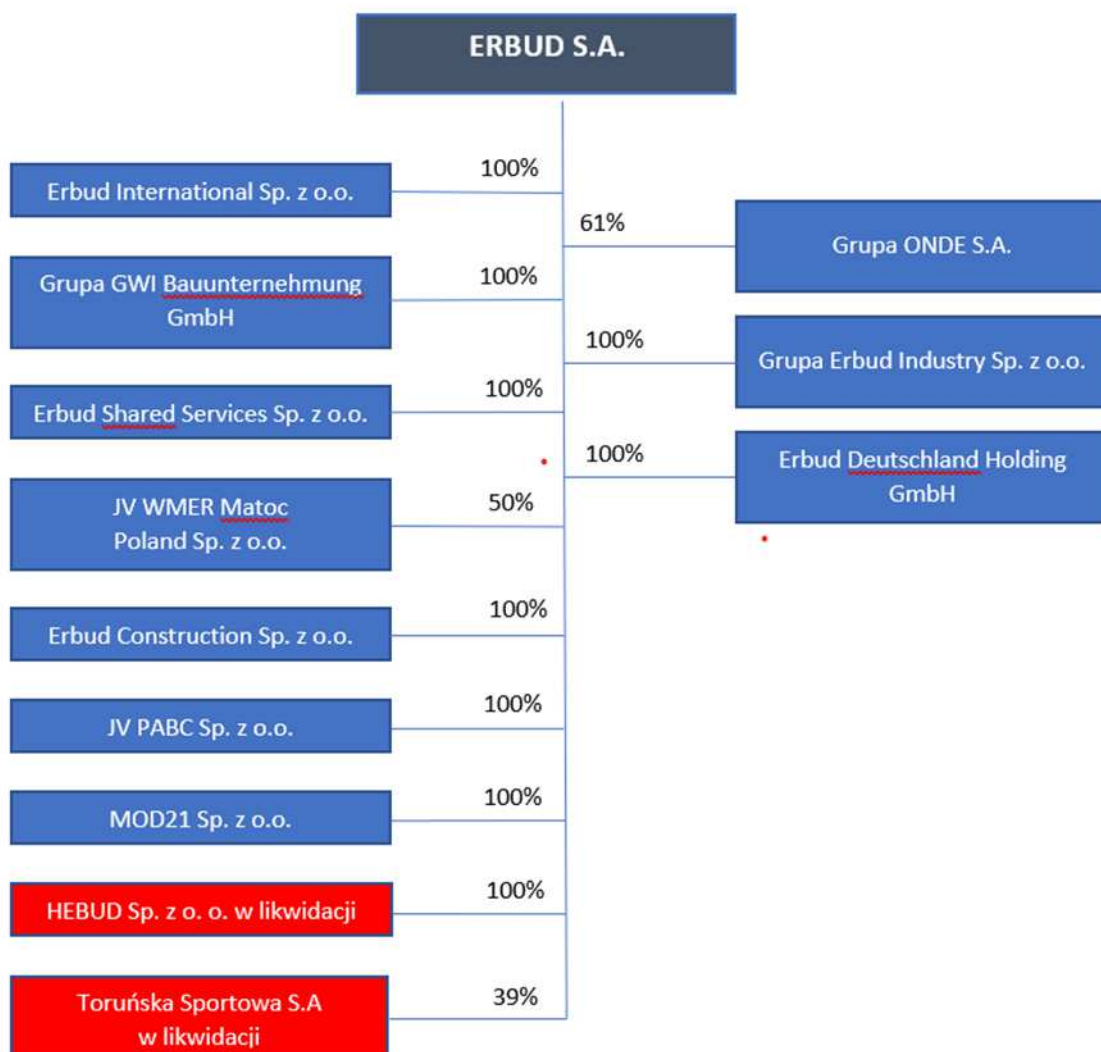 ERBUD S.A.
100%
Erbud International Sp. z o.o.
61%
Grupa ONDE S.A.
100%
Grupa GWI Bauunternehmung
GmbH
100%
Grupa Erbud Industry Sp. z o.o.
100%
Erbud Shared Services Sp. z o.o.
100%
Erbud Deutschland Holding
GmbH
50%
JV WMER Matoc
Poland Sp. z o.o.
100%
Erbud Construction Sp. z o.o.
100%
JV PABC Sp. z o.o.
100%
MOD21 Sp. z o.o.
100%
HEBUD Sp. z o. o. w likwidacji
39%
Toruńska Sportowa S.A
w likwidacji